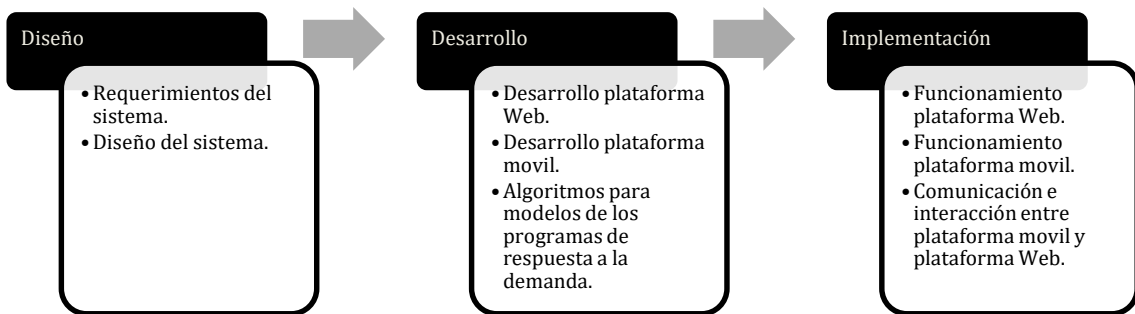 Diseño
• Requerimientos del
sistema.
• Diseño del sistema.
Desarrollo
• Desarrollo plataforma
Web.
• Desarrollo plataforma
movil.
• Algoritmos para
modelos de los
programas de
respuesta a la
demanda.
Implementación
• Funcionamiento
plataforma Web.
• Funcionamiento
plataforma movil.
• Comunicación e
interacción entre
plataforma movil y
plataforma Web.